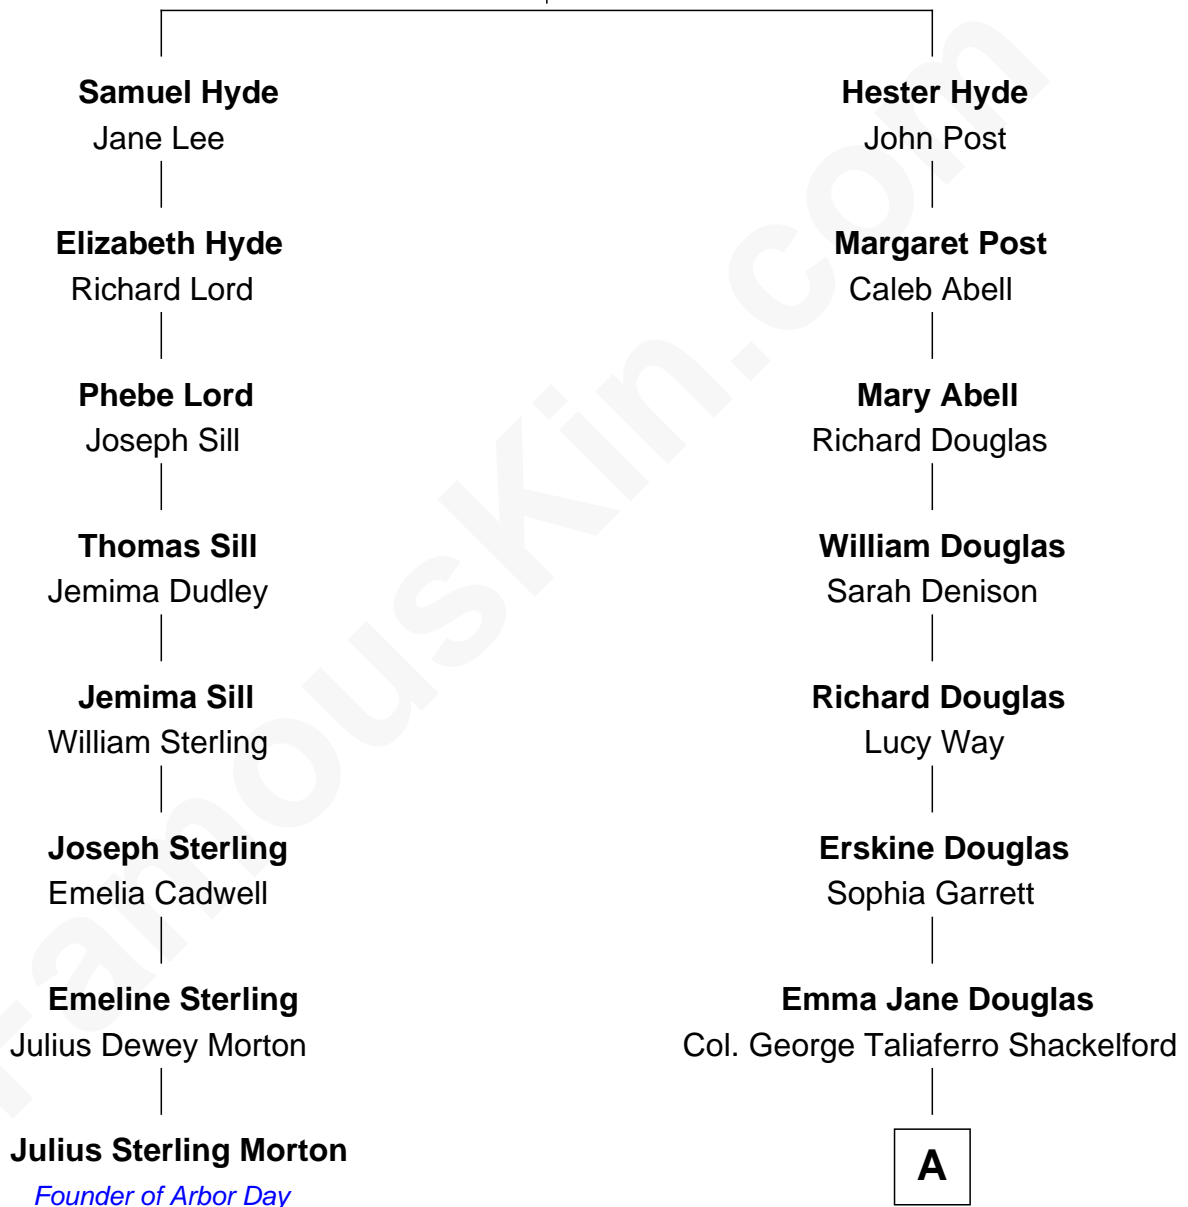 Samuel Hyde
Jane Lee
Elizabeth Hyde
Richard Lord
Phebe Lord
Joseph Sill
Thomas Sill
Jemima Dudley
Jemima Sill
William Sterling
Joseph Sterling
Emelia Cadwell
Emeline Sterling
Julius Dewey Morton
Julius Sterling Morton
Founder of Arbor Day
Hester Hyde
John Post
Margaret Post
Caleb Abell
Mary Abell
Richard Douglas
William Douglas
Sarah Denison
Richard Douglas
Lucy Way
Erskine Douglas
Sophia Garrett
Emma Jane Douglas
Col. George Taliaferro Shackelford
A
FamousKin.com